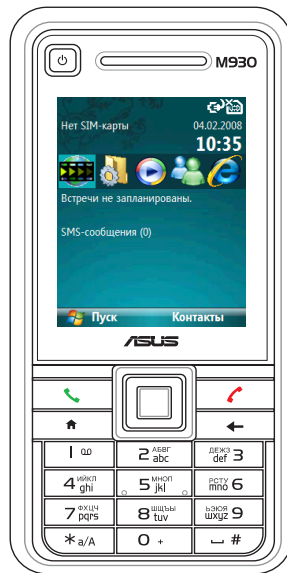 M930
Нет SIM-карты 04.02.2008
10:35
Встречи не запланированы.
SMS-сообщения (0)
Пуск Контакты
ASUS
1 2 АБВГ abc ДЕЖЗ def 3
4 ИЙКЛ ghi 5 МНОП jkl РСТУ mno 6
7 ФХЦЧ pqrs 8 ШЩЪЫ tuv ЬЭЮЯ wxyz 9
* a/A 0 + #